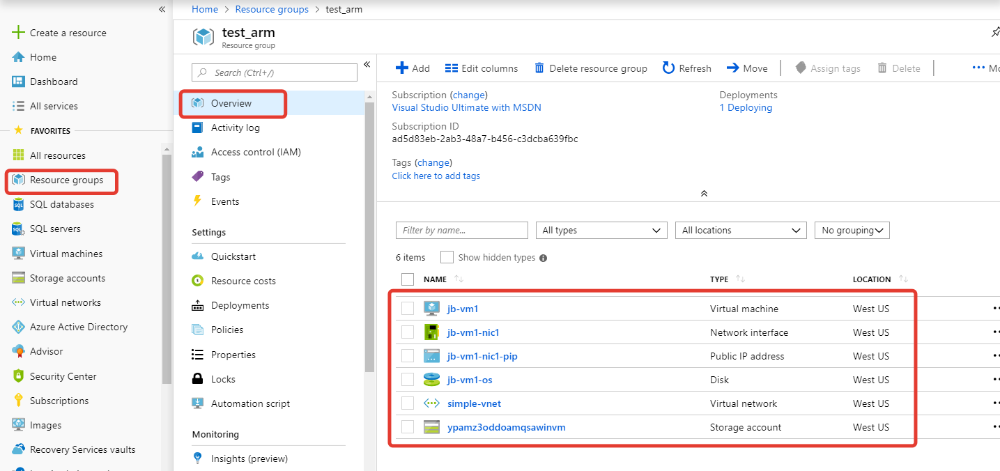 Home > Resource groups > test_arm
Create a resource
Home
Dashboard
All services
FAVORITES
All resources
Resource groups
SQL databases
SQL servers
Virtual machines
Storage accounts
Virtual networks
Azure Active Directory
Advisor
Security Center
Subscriptions
Images
Recovery Services vaults
test_arm
Resource group
Search (Ctrl+/)
Overview
Activity log
Access control (IAM)
Tags
Events
Settings
Quickstart
Resource costs
Deployments
Policies
Properties
Locks
Automation script
Monitoring
Insights (preview)
Add Edit columns Delete resource group Refresh Move Assign tags Delete
Subscription (change)
Visual Studio Ultimate with MSDN
Subscription ID
ad5d83eb-2ab3-48a7-b456-c3dcba639fbc
Tags (change)
Click here to add tags
Deployments
1 Deploying
Filter by name... All types All locations No grouping
6 items Show hidden types
NAME TYPE LOCATION
jb-vm1 Virtual machine West US
jb-vm1-nic1 Network interface West US
jb-vm1-nic1-pip Public IP address West US
jb-vm1-os Disk West US
simple-vnet Virtual network West US
ypamz3oddoamqsawinvm Storage account West US